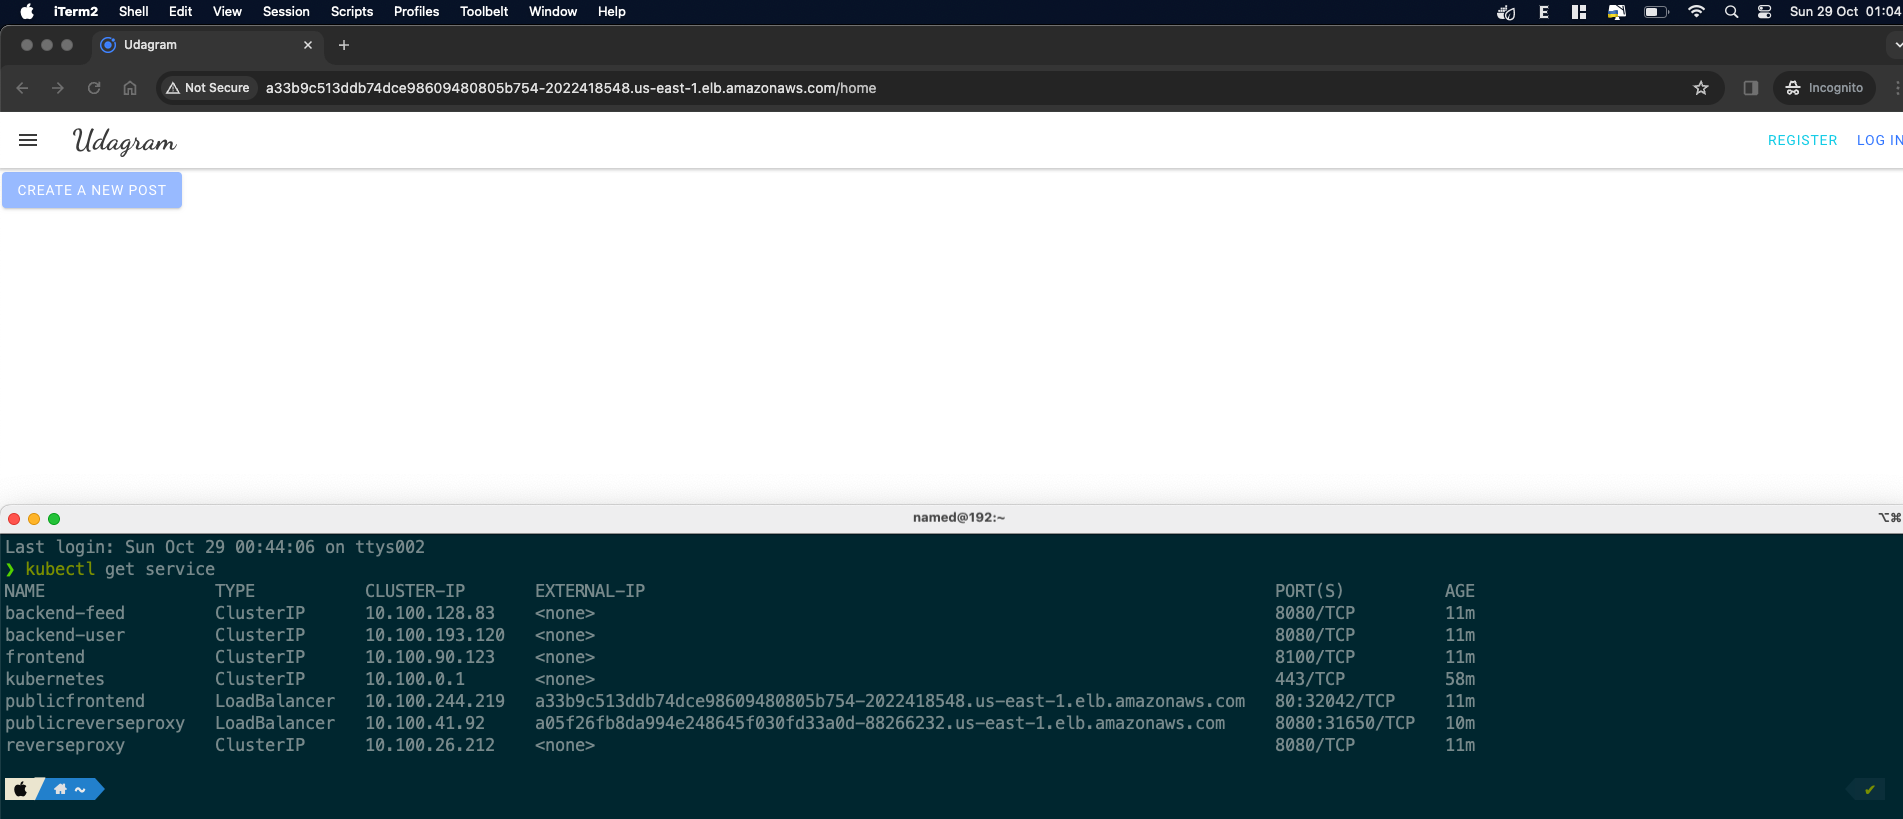 iTerm2 Shell Edit View Session Scripts Profiles Toolbelt Window Help E Sun 29 Oct 01:04
Udagram
Not Secure a33b9c513ddb74dce98609480805b754-2022418548.us-east-1.elb.amazonaws.com/home Incognito
Udagram REGISTER LOG IN
CREATE A NEW POST
named@192:~ ⌥⌘
Last login: Sun Oct 29 00:44:06 on ttys002
❯ kubectl get service
NAME TYPE CLUSTER-IP EXTERNAL-IP PORT(S) AGE
backend-feed ClusterIP 10.100.128.83 <none> 8080/TCP 11m
backend-user ClusterIP 10.100.193.120 <none> 8080/TCP 11m
frontend ClusterIP 10.100.90.123 <none> 8100/TCP 11m
kubernetes ClusterIP 10.100.0.1 <none> 443/TCP 58m
publicfrontend LoadBalancer 10.100.244.219 a33b9c513ddb74dce98609480805b754-2022418548.us-east-1.elb.amazonaws.com 80:32042/TCP 11m
publicreverseproxy LoadBalancer 10.100.41.92 a05f26fb8da994e248645f030fd33a0d-88266232.us-east-1.elb.amazonaws.com 8080:31650/TCP 10m
reverseproxy ClusterIP 10.100.26.212 <none> 8080/TCP 11m
~ ✔